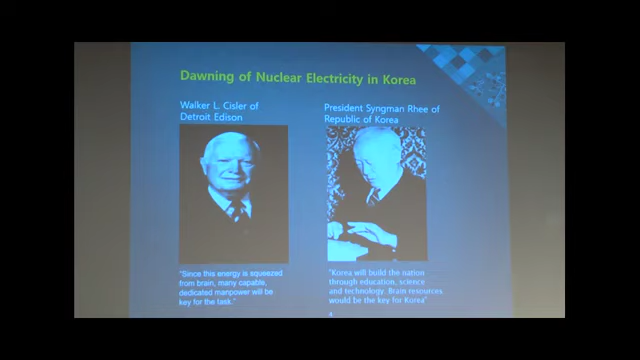 Dawning of Nuclear Electricity in Korea
Walker L. Cisler of
Detroit Edison
President Syngman Rhee of
Republic of Korea
"Since this energy is squeezed
from brain, many capable,
dedicated manpower will be
key for the task."
"Korea will build the nation
through education, science
and technology. Brain resources
would be the key for Korea"
4